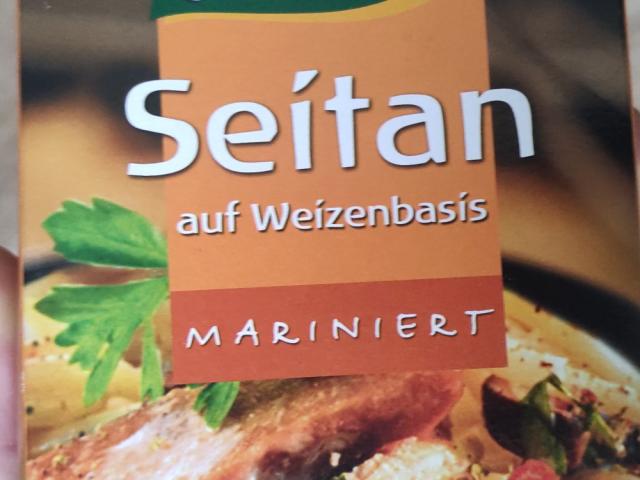 Seitan
auf Weizenbasis
MARINIERT